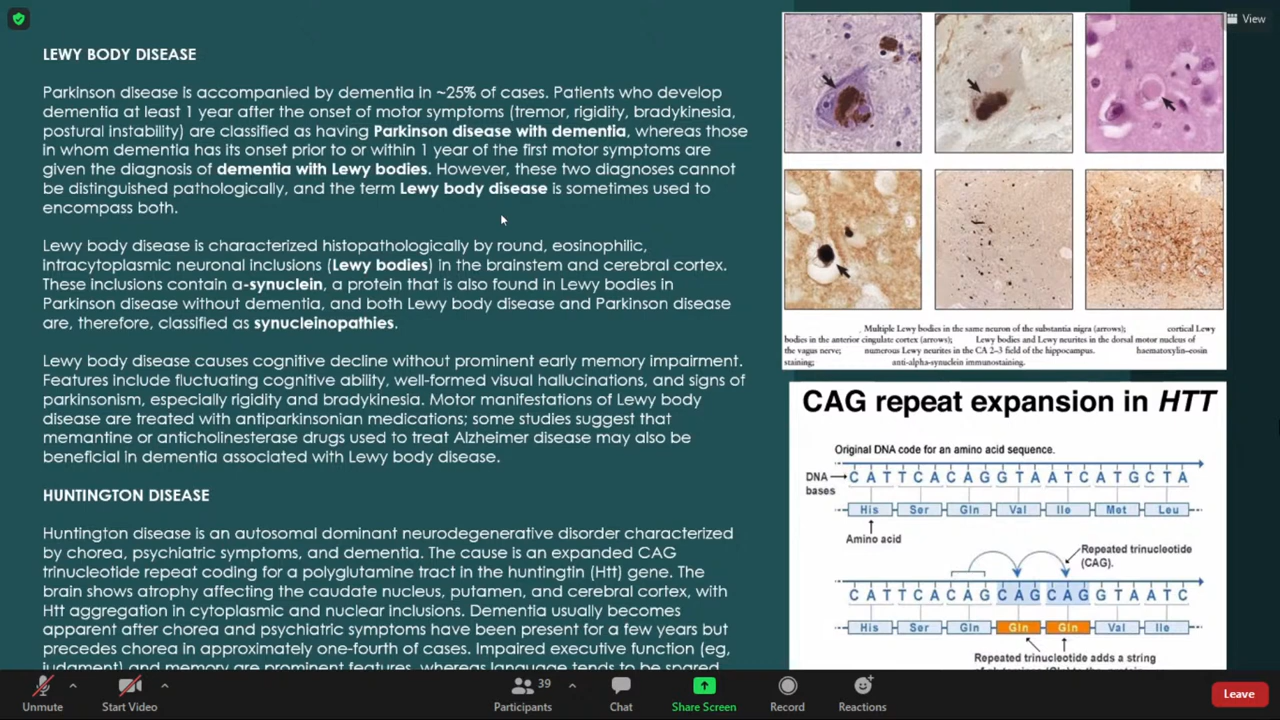 View
LEWY BODY DISEASE
Parkinson disease is accompanied by dementia in ~25% of cases. Patients who develop
dementia at least 1 year after the onset of motor symptoms (tremor, rigidity, bradykinesia,
postural instability) are classified as having Parkinson disease with dementia, whereas those
in whom dementia has its onset prior to or within 1 year of the first motor symptoms are
given the diagnosis of dementia with Lewy bodies. However, these two diagnoses cannot
be distinguished pathologically, and the term Lewy body disease is sometimes used to
encompass both.
Lewy body disease is characterized histopathologically by round, eosinophilic,
intracytoplasmic neuronal inclusions (Lewy bodies) in the brainstem and cerebral cortex.
These inclusions contain α-synuclein, a protein that is also found in Lewy bodies in
Parkinson disease without dementia, and both Lewy body disease and Parkinson disease
are, therefore, classified as synucleinopathies.
Lewy body disease causes cognitive decline without prominent early memory impairment.
Features include fluctuating cognitive ability, well-formed visual hallucinations, and signs of
parkinsonism, especially rigidity and bradykinesia. Motor manifestations of Lewy body
disease are treated with antiparkinsonian medications; some studies suggest that
memantine or anticholinesterase drugs used to treat Alzheimer disease may also be
beneficial in dementia associated with Lewy body disease.
HUNTINGTON DISEASE
Huntington disease is an autosomal dominant neurodegenerative disorder characterized
by chorea, psychiatric symptoms, and dementia. The cause is an expanded CAG
trinucleotide repeat coding for a polyglutamine tract in the huntingtin (Htt) gene. The
brain shows atrophy affecting the caudate nucleus, putamen, and cerebral cortex, with
Htt aggregation in cytoplasmic and nuclear inclusions. Dementia usually becomes
apparent after chorea and psychiatric symptoms have been present for a few years but
precedes chorea in approximately one-fourth of cases. Impaired executive function (eg,
judgment) and memory are prominent features, whereas language tends to be spared
Multiple Lewy bodies in the same neuron of the substantia nigra (arrows); cortical Lewy
bodies in the anterior cingulate cortex (arrows); Lewy bodies and Lewy neurites in the dorsal motor nucleus of
the vagus nerve; numerous Lewy neurites in the CA 2–3 field of the hippocampus. haematoxylin–eosin
staining; anti-alpha-synuclein immunostaining.
CAG repeat expansion in HTT
Original DNA code for an amino acid sequence.
DNA bases
C A T T C A C A G G T A A T C A T G C T A
His Ser Gln Val Ile Met Leu
Amino acid
Repeated trinucleotide
(CAG).
C A T T C A C A G C A G C A G G T A A T C
His Ser Gln Gln Gln Val Ile
Repeated trinucleotide adds a string
Unmute
Start Video
39
Participants
Chat
Share Screen
Record
Reactions
Leave